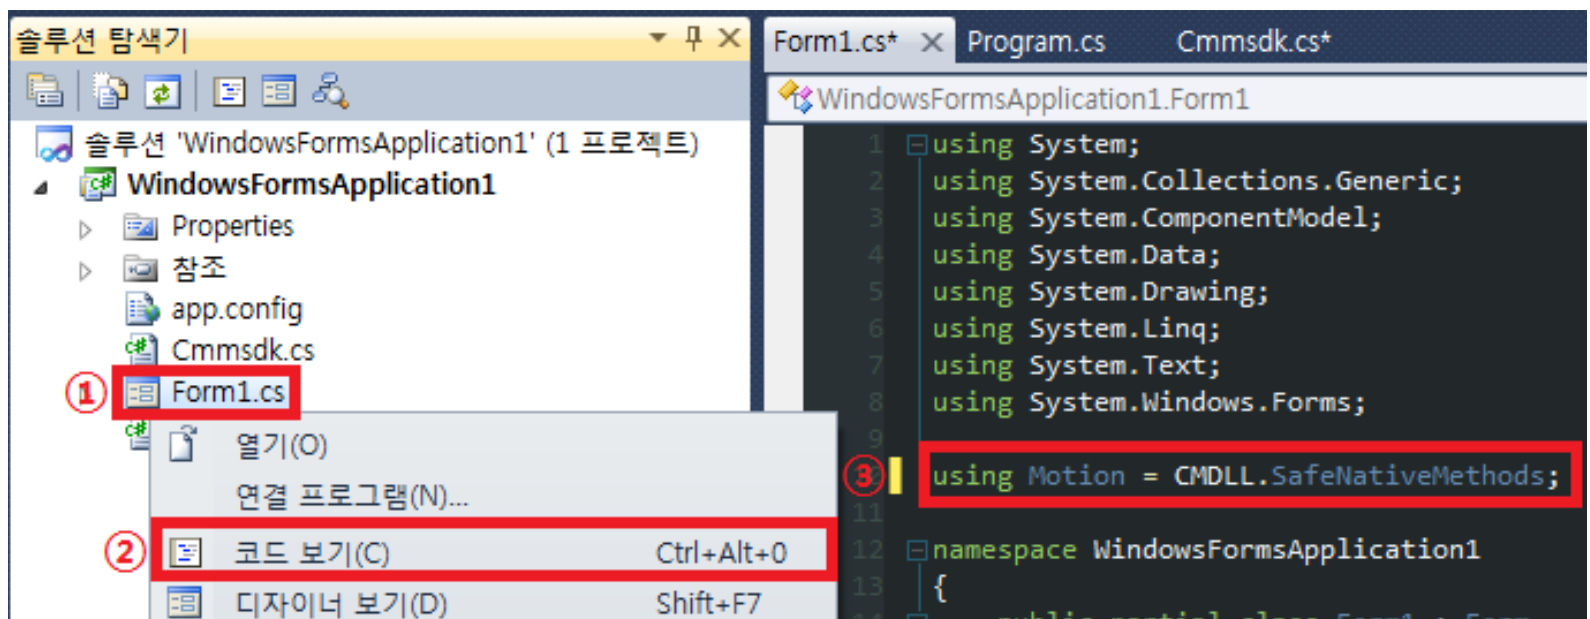 솔루션 탐색기
솔루션 'WindowsFormsApplication1' (1 프로젝트)
WindowsFormsApplication1
Properties
참조
app.config
Cmmsdk.cs
① Form1.cs
열기(O)
연결 프로그램(N)...
② 코드 보기(C) Ctrl+Alt+0
디자이너 보기(D) Shift+F7
Form1.cs* Program.cs Cmmsdk.cs*
WindowsFormsApplication1.Form1
1 using System;
2 using System.Collections.Generic;
3 using System.ComponentModel;
4 using System.Data;
5 using System.Drawing;
6 using System.Linq;
7 using System.Text;
8 using System.Windows.Forms;
9
③ using Motion = CMDLL.SafeNativeMethods;
11
12 namespace WindowsFormsApplication1
13 {
public partial class Form1 : Form